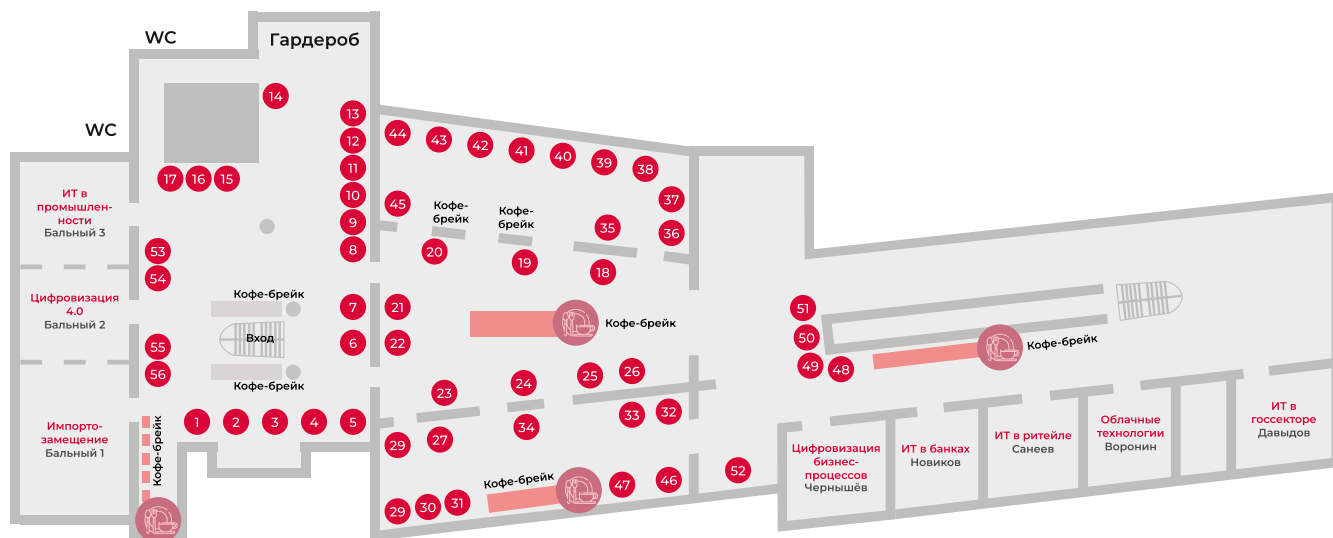 WC
Гардероб
14
13
WC
44
43
42
41
40
39
38
12
11
17
16
15
10
37
ИТ в
промышлен-
ности
Бальный 3
45
Кофе-
брейк
Кофе-
брейк
9
35
36
8
53
54
20
19
18
Цифровизация
4.0
Бальный 2
Кофе-брейк
7
21
Кофе-брейк
51
50
Вход
6
22
55
56
Кофе-брейк
49
48
Кофе-брейк
23
24
25
26
Импорто-
замещение
Бальный 1
Кофе-брейк
1
2
3
4
5
29
27
34
33
32
Цифровизация
бизнес-
процессов
Чернышёв
ИТ в банках
Новиков
ИТ в ритейле
Санеев
Облачные
технологии
Воронин
ИТ в
госсекторе
Давыдов
29
30
31
Кофе-брейк
47
46
52